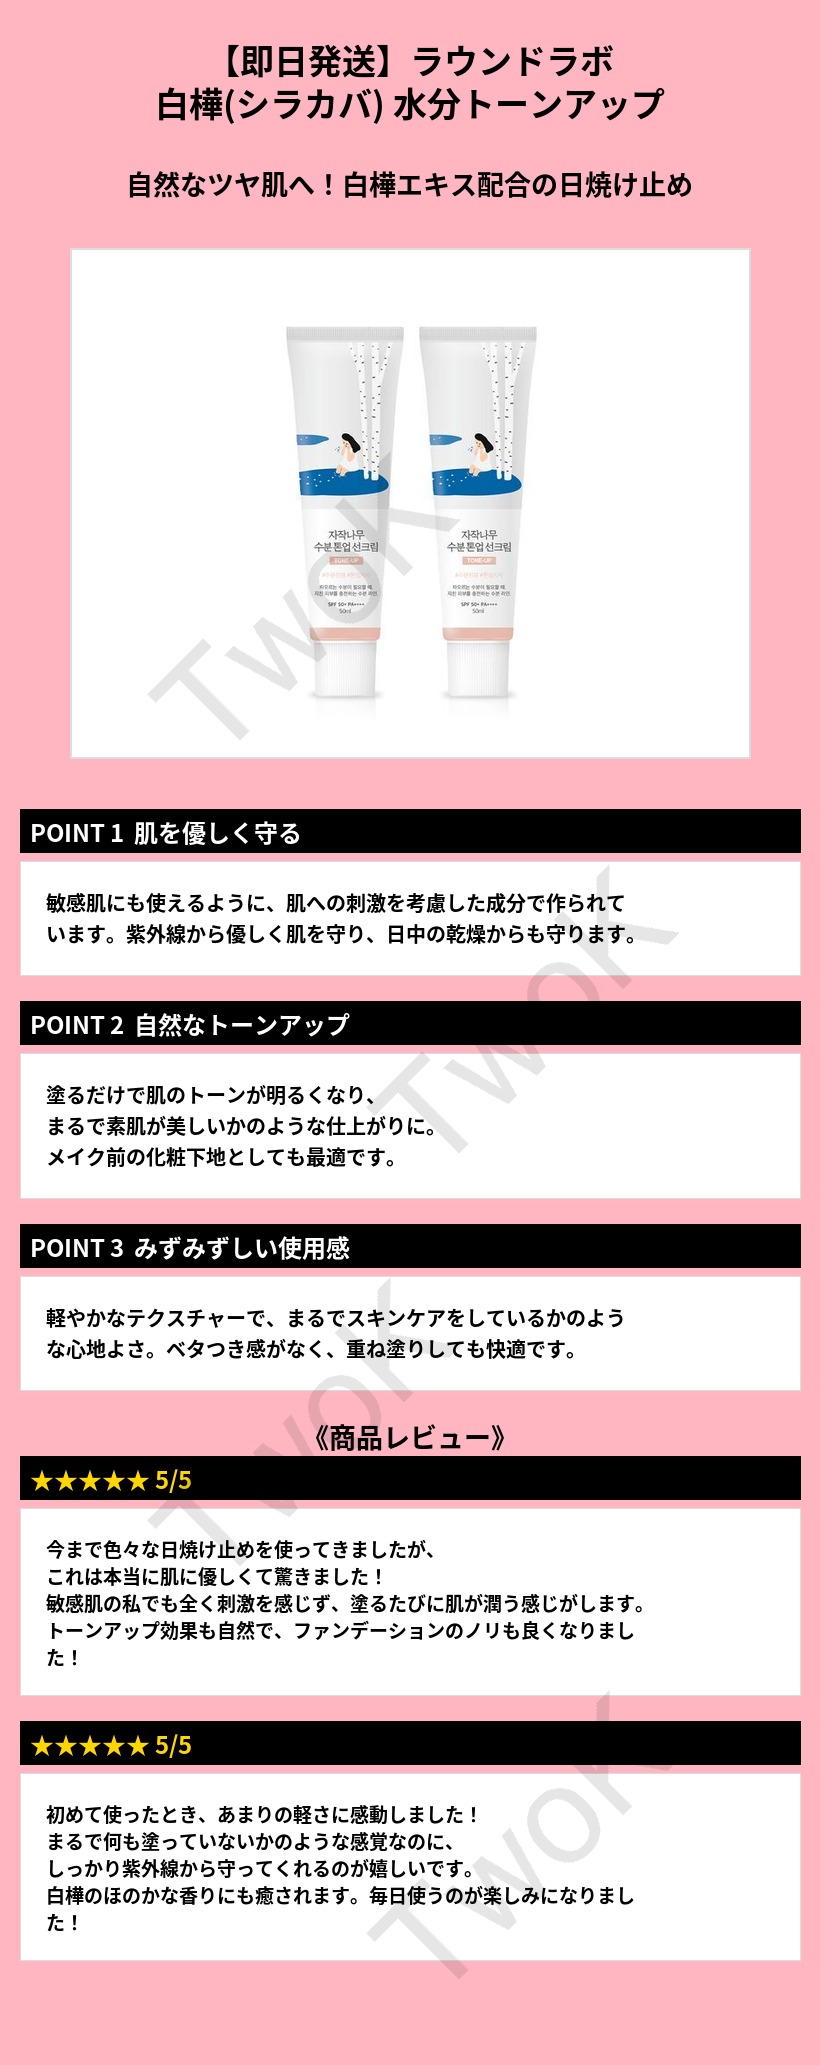 【即日発送】ラウンドラボ
白樺(シラカバ) 水分トーンアップ
自然なツヤ肌へ！白樺エキス配合の日焼け止め
자작나무
수분 톤업 선크림
TONE-UP
SPF 50+ PA++++
50ml
자작나무
수분 톤업 선크림
TONE-UP
SPF 50+ PA++++
50ml
TwoK
POINT 1 肌を優しく守る
敏感肌にも使えるように、肌への刺激を考慮した成分で作られて
います。紫外線から優しく肌を守り、日中の乾燥からも守ります。
TwoK
POINT 2 自然なトーンアップ
塗るだけで肌のトーンが明るくなり、
まるで素肌が美しいかのような仕上がりに。
メイク前の化粧下地としても最適です。
POINT 3 みずみずしい使用感
軽やかなテクスチャーで、まるでスキンケアをしているかのよう
な心地よさ。ベタつき感がなく、重ね塗りしても快適です。
TwoK
《商品レビュー》
★★★★★ 5/5
今まで色々な日焼け止めを使ってきましたが、
これは本当に肌に優しくて驚きました！
敏感肌の私でも全く刺激を感じず、塗るたびに肌が潤う感じがします。
トーンアップ効果も自然で、ファンデーションのノリも良くなりまし
た！
★★★★★ 5/5
初めて使ったとき、あまりの軽さに感動しました！
まるで何も塗っていないかのような感覚なのに、
しっかり紫外線から守ってくれるのが嬉しいです。
白樺のほのかな香りにも癒されます。毎日使うのが楽しみになりまし
た！
TwoK